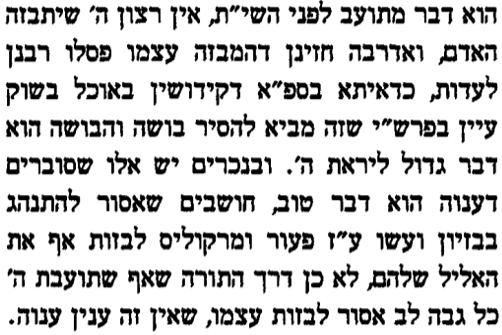 הוא דבר מתועב לפני השי״ת, אין רצון ה׳ שיתבזה
האדם, ואדרבה חזינן דהמבזה עצמו פסלו רבנן
לעדות, כדאיתא בספ״א דקידושין באוכל בשוק
עיין בפרש״י שזה מביא להסיר בושה והבושה הוא
דבר גדול ליראת ה׳. ובנכרים יש אלו שסוברים
דענוה הוא דבר טוב, חושבים שאסור להתנהג
בבזיון ועשו ע״ז פעור ומרקוליס לבזות אף את
האליל שלהם, לא כן דרך התורה שאף שתועבת ה׳
כל גבה לב אסור לבזות עצמו, שאין זה ענין ענוה.